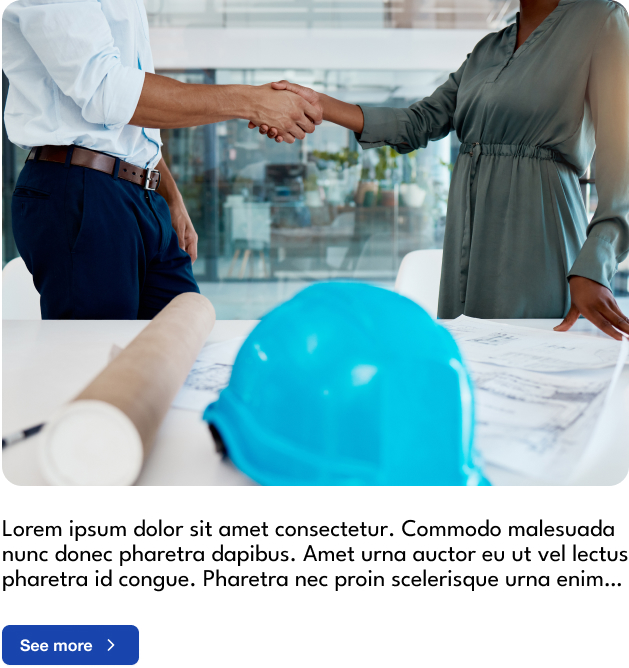 Lorem ipsum dolor sit amet consectetur. Commodo malesuada
nunc donec pharetra dapibus. Amet urna auctor eu ut vel lectus
pharetra id congue. Pharetra nec proin scelerisque urna enim...
See more